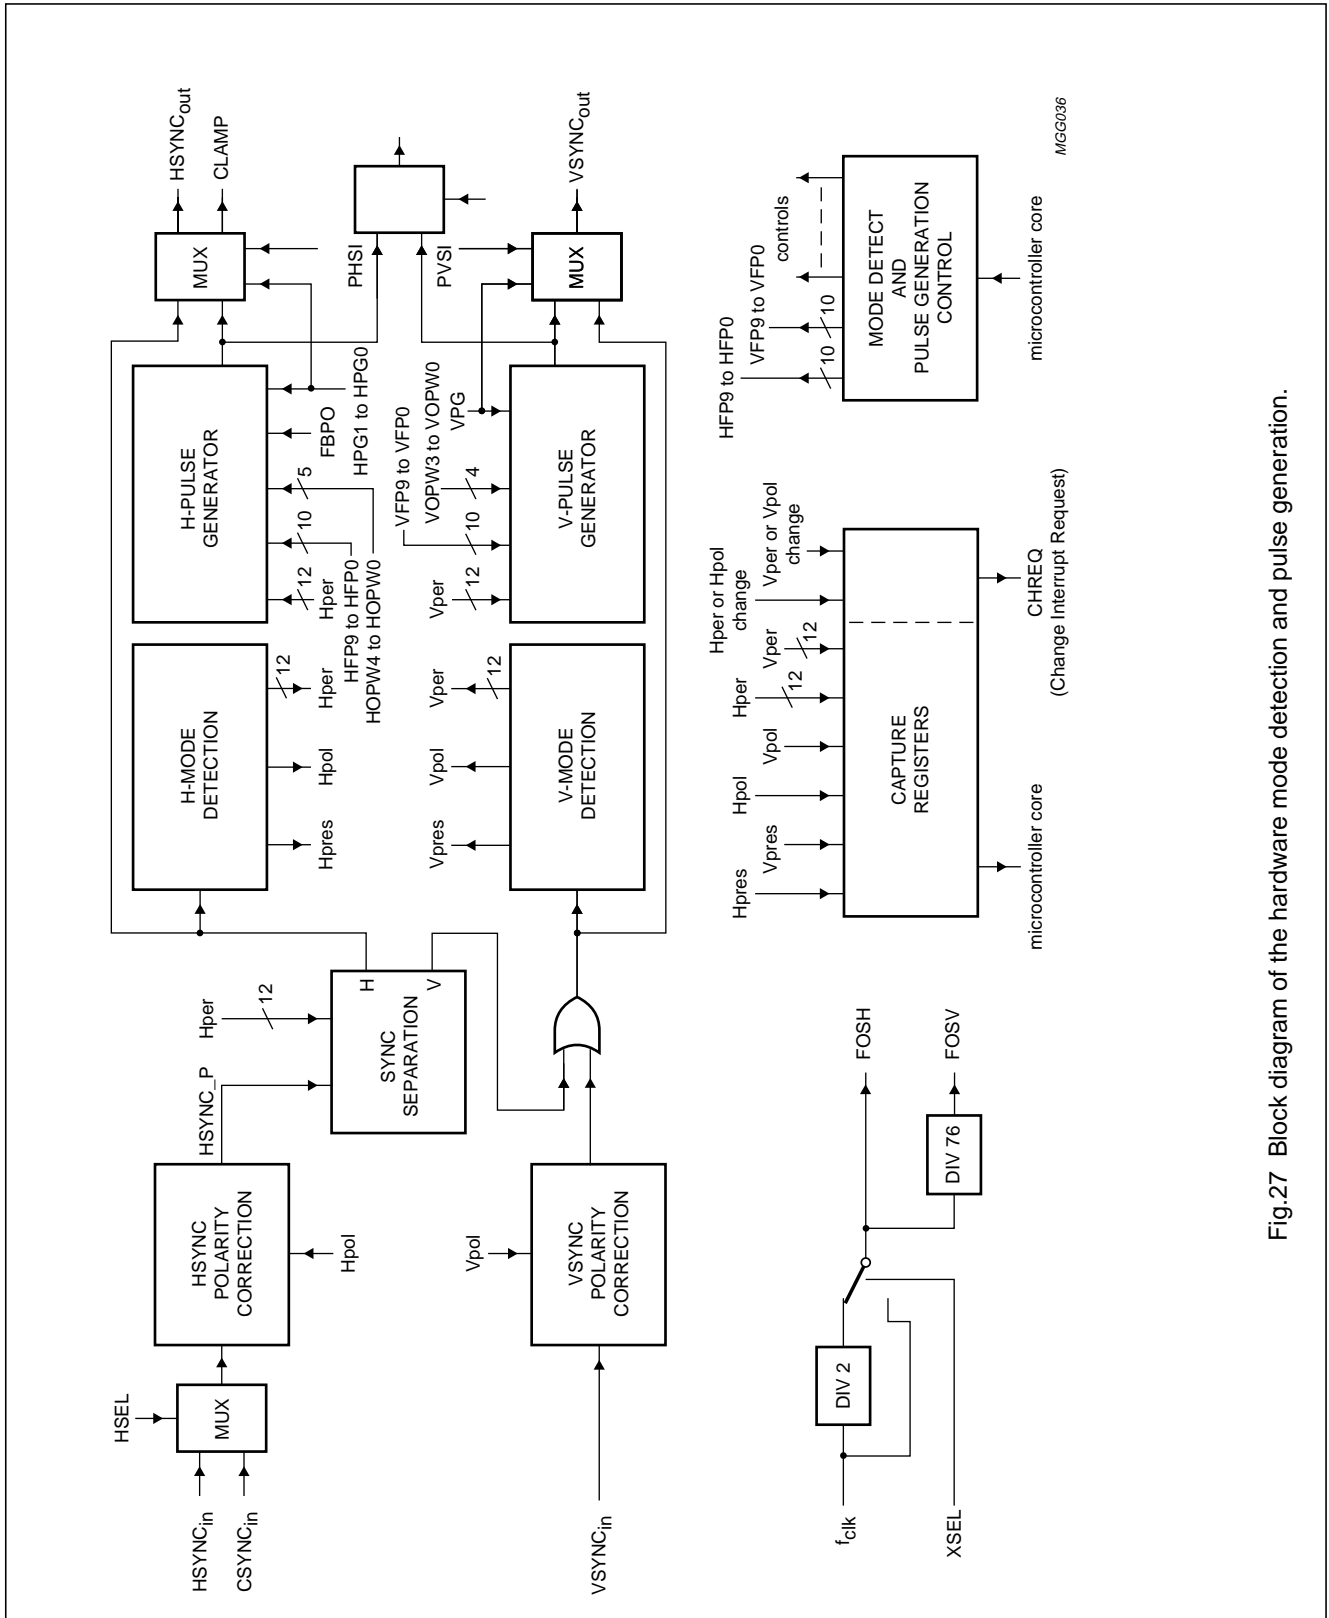 HSYNCin
CSYNCin
HSEL
MUX
HSYNC
POLARITY
CORRECTION
Hpol
HSYNC_P
Hper
12
SYNC
SEPARATION
H
V
VSYNCin
Vpol
VSYNC
POLARITY
CORRECTION
H-MODE
DETECTION
Hpres
Hpol
Hper
12
H-PULSE
GENERATOR
12
Hper
10
HFP9 to HFP0
5
HOPW4 to HOPW0
FBPO
HPG1 to HPG0
MUX
HSYNCout
CLAMP
PHSI
PVSI
Vpres
Vpol
Vper
12
V-MODE
DETECTION
Vper
12
VFP9 to VFP0
10
VOPW3 to VOPW0
4
VPG
V-PULSE
GENERATOR
MUX
VSYNCout
fclk
XSEL
DIV 2
DIV 76
FOSH
FOSV
Hpres
Vpres
Hpol
Vpol
Hper
12
Vper
12
Hper or Hpol
change
Vper or Vpol
change
CAPTURE
REGISTERS
microcontroller core
CHREQ
(Change Interrupt Request)
HFP9 to HFP0
10
VFP9 to VFP0
10
controls
MODE DETECT
AND
PULSE GENERATION
CONTROL
microcontroller core
MGG036
Fig.27 Block diagram of the hardware mode detection and pulse generation.